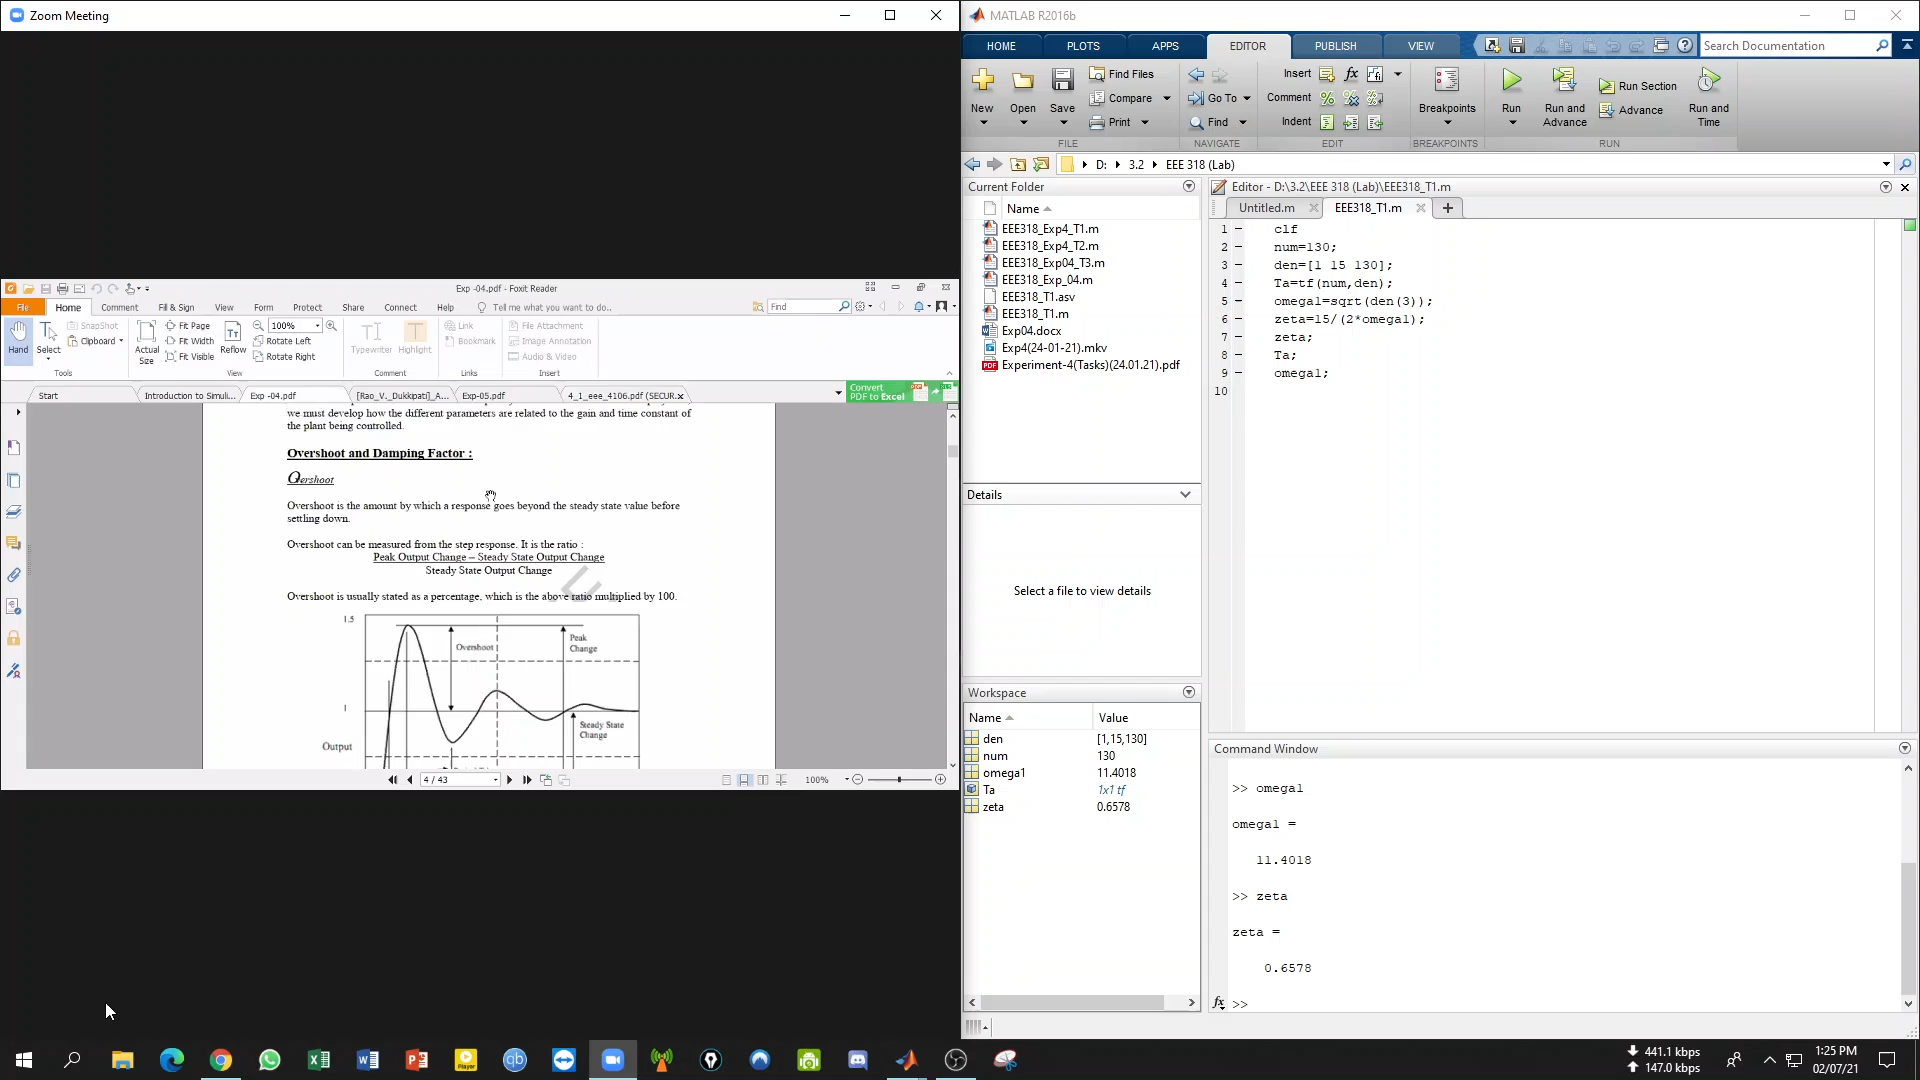 Zoom Meeting
Exp -04.pdf - Foxit Reader
File Home Comment Fill & Sign View Form Protect Share Connect Help Tell me what you want to do.. Find
Hand
Select
SnapShot
Clipboard
Actual Size
Fit Page
Fit Width
Fit Visible
Reflow
100%
Rotate Left
Rotate Right
Typewriter
Highlight
Link
Bookmark
File Attachment
Image Annotation
Audio & Video
Tools View Comment Links Insert
Start Introduction to Simuli... Exp -04.pdf [Rao_V._Dukkipati]_A... Exp-05.pdf 4_1_eee_4106.pdf (SECUR...
Convert
PDF to Excel
we must develop how the different parameters are related to the gain and time constant of
the plant being controlled.
Overshoot and Damping Factor :
Overshoot is the amount by which a response goes beyond the steady state value before
settling down.
Overshoot can be measured from the step response. It is the ratio :
Peak Output Change – Steady State Output Change
Steady State Output Change
Overshoot is usually stated as a percentage, which is the above ratio multiplied by 100.
1.5
Overshoot
Peak
Change
1
Steady State
Change
Output
4 / 43
100%
MATLAB R2016b
HOME PLOTS APPS EDITOR PUBLISH VIEW
Search Documentation
New
Open
Save
Find Files
Compare
Print
Go To
Find
Insert
Comment
Indent
Breakpoints
Run
Run and Advance
Run Section
Advance
Run and Time
FILE NAVIGATE EDIT BREAKPOINTS RUN
D: 3.2 EEE 318 (Lab)
Current Folder
Name
EEE318_Exp4_T1.m
EEE318_Exp4_T2.m
EEE318_Exp04_T3.m
EEE318_Exp_04.m
EEE318_T1.asv
EEE318_T1.m
Exp04.docx
Exp4(24-01-21).mkv
Experiment-4(Tasks)(24.01.21).pdf
Details
Select a file to view details
Workspace
Name Value
den [1,15,130]
num 130
omega1 11.4018
Ta 1x1 tf
zeta 0.6578
Editor - D:\3.2\EEE 318 (Lab)\EEE318_T1.m
Untitled.m EEE318_T1.m
1 clf
2 num=130;
3 den=[1 15 130];
4 Ta=tf(num,den);
5 omega1=sqrt(den(3));
6 zeta=15/(2*omega1);
7 zeta;
8 Ta;
9 omega1;
10
Command Window
>> omega1
omega1 =
11.4018
>> zeta
zeta =
0.6578
fx >>
441.1 kbps
147.0 kbps
1:25 PM
02/07/21